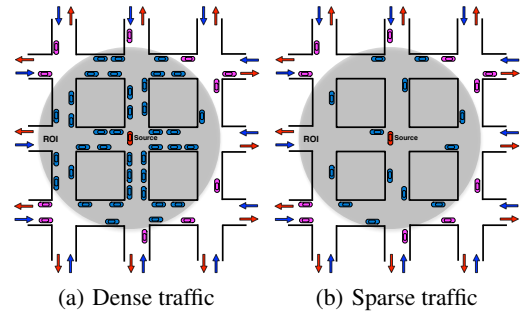 ROI
Source
ROI
Source
(a) Dense traffic
(b) Sparse traffic